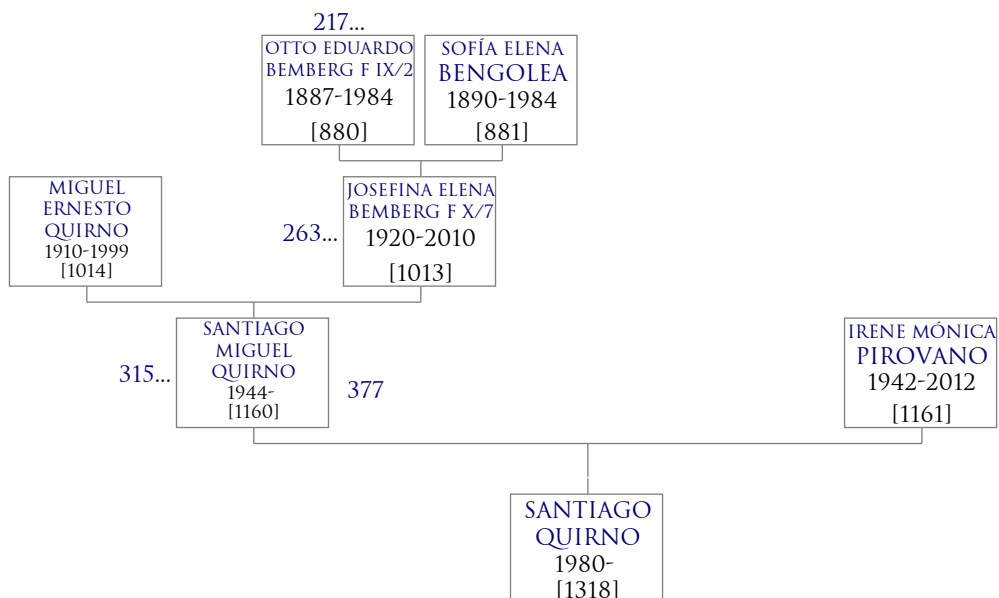 217...
OTTO EDUARDO
BEMBERG F IX/2
1887-1984
[880]
SOFÍA ELENA
BENGOLEA
1890-1984
[881]
MIGUEL
ERNESTO
QUIRNO
1910-1999
[1014]
263...
JOSEFINA ELENA
BEMBERG F X/7
1920-2010
[1013]
315...
SANTIAGO
MIGUEL
QUIRNO
1944-
[1160]
377
IRENE MÓNICA
PIROVANO
1942-2012
[1161]
SANTIAGO
QUIRNO
1980-
[1318]